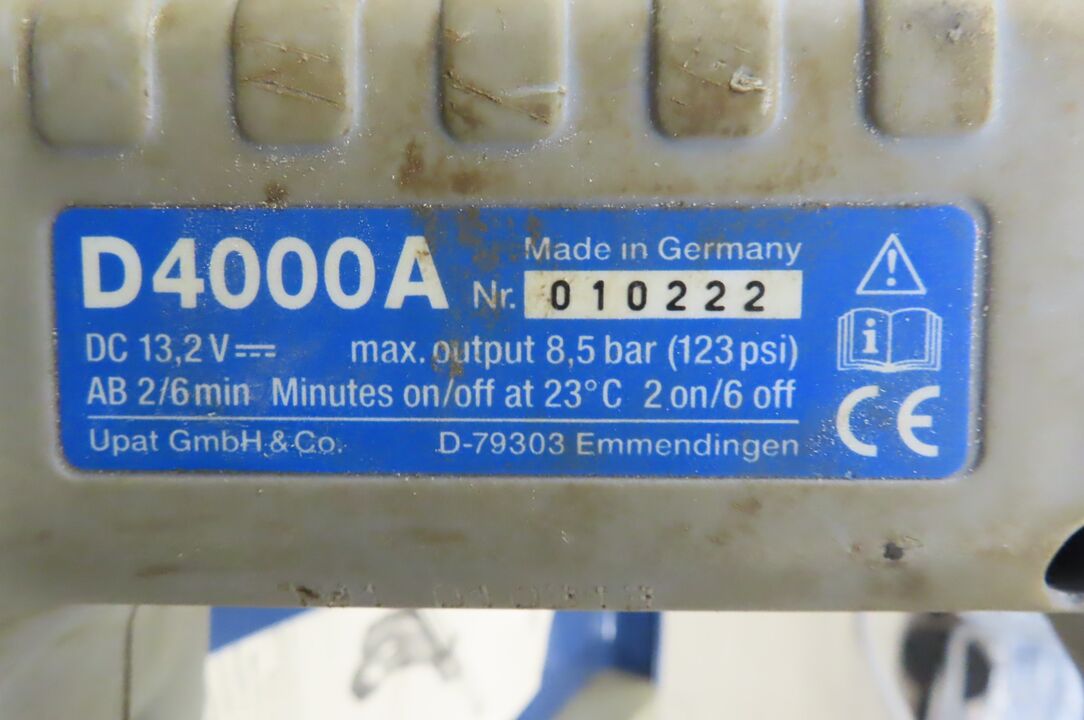 D4000A
Made in Germany
Nr. 010222
DC 13,2 V max. output 8,5 bar (123 psi)
AB 2/6 min Minutes on/off at 23° C 2 on/6 off
Upat GmbH & Co. D-79303 Emmendingen
i
CE